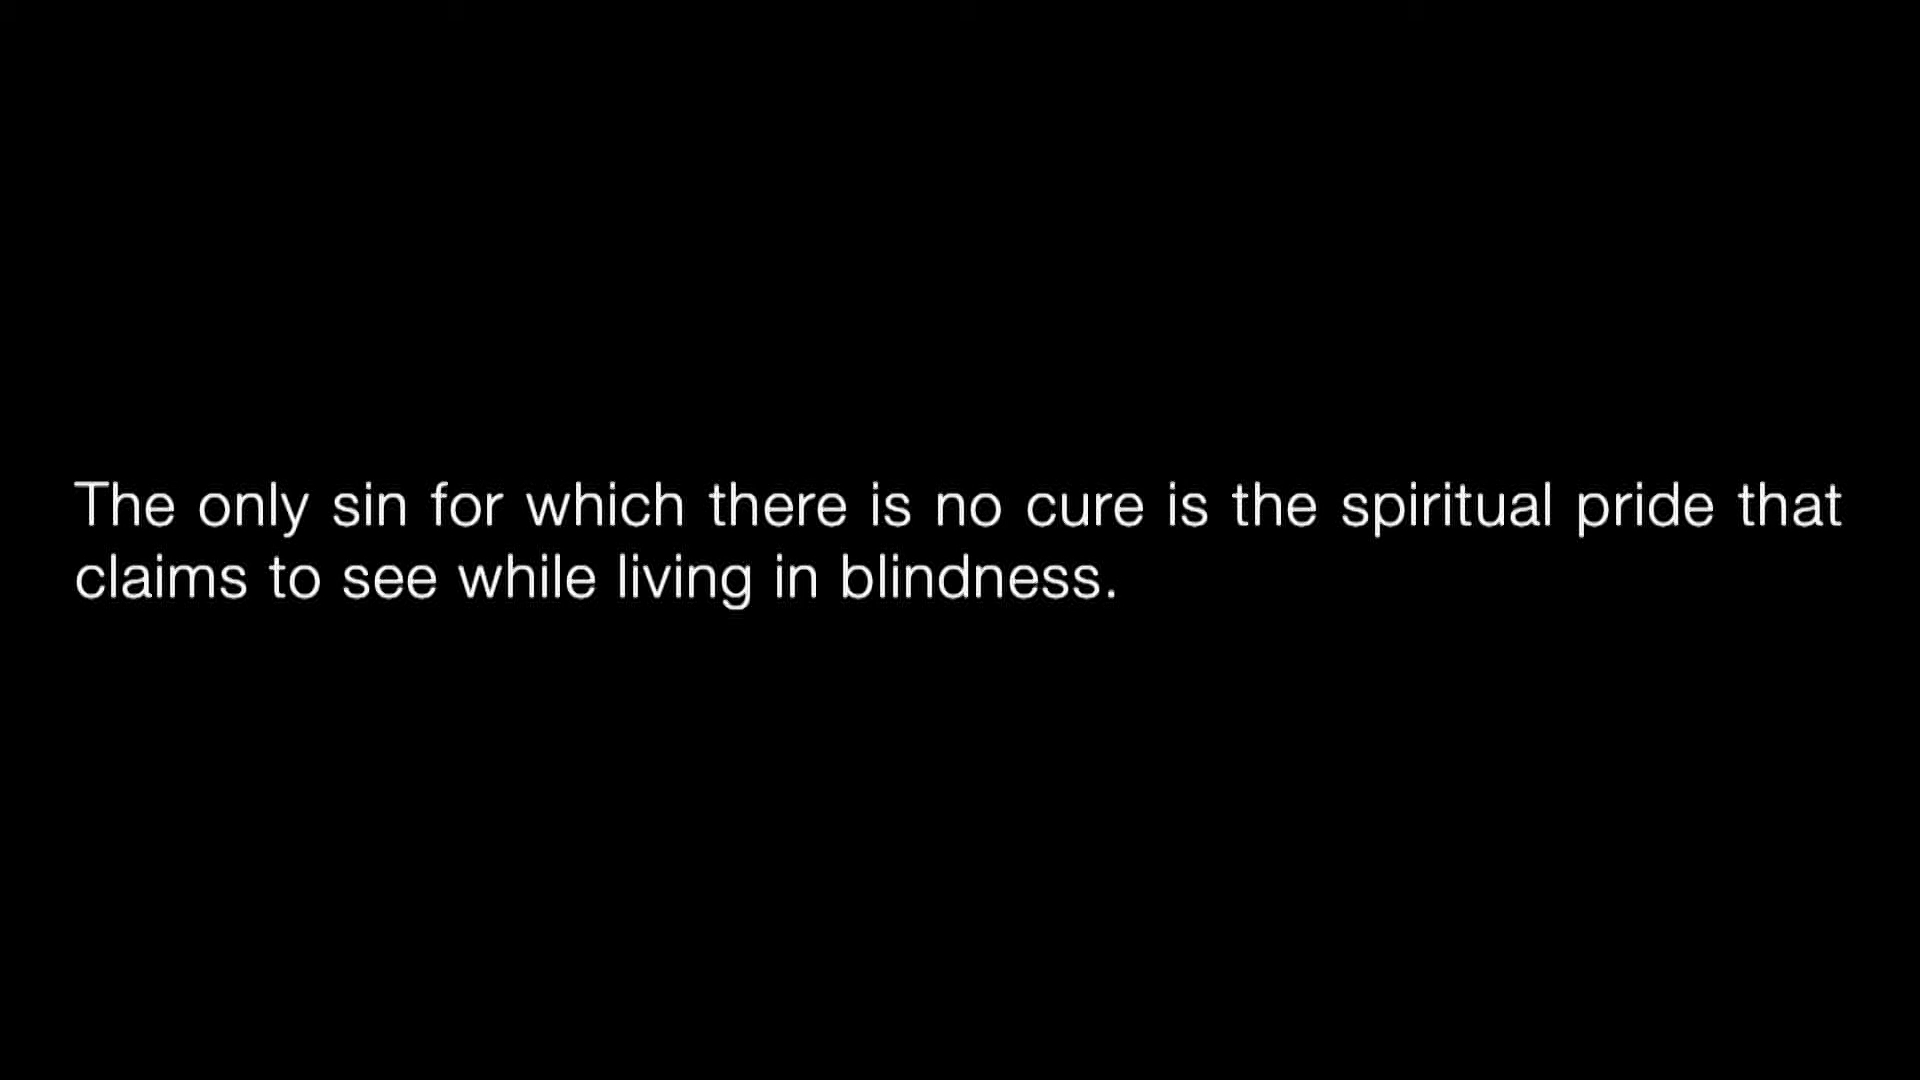 The only sin for which there is no cure is the spiritual pride that
claims to see while living in blindness.